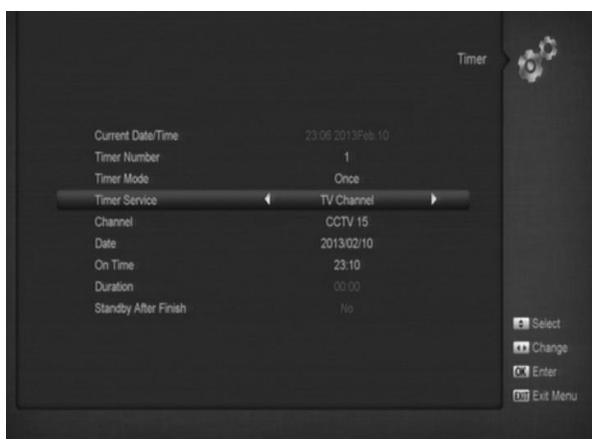 Timer
Current Date/Time 23:06 2013Feb.10
Timer Number 1
Timer Mode Once
Timer Service TV Channel
Channel CCTV 15
Date 2013/02/10
On Time 23:10
Duration 00:00
Standby After Finish No
Select
Change
OK Enter
EXIT Exit Menu